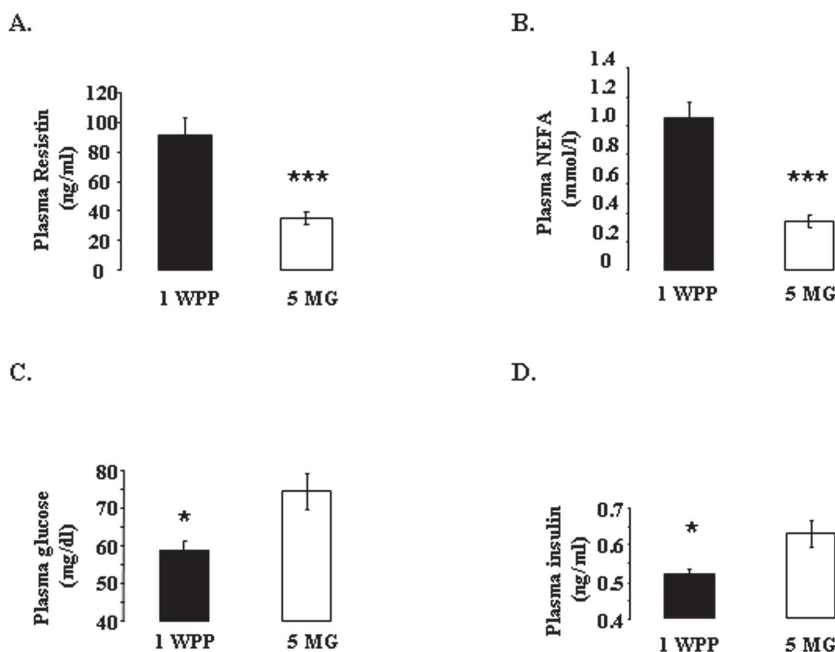 A.
Plasma Resistin
(ng/ml)
120
100
80
60
40
20
0
***
1 WPP
5 MG
B.
Plasma NEFA
(mmol/l)
1.4
1.2
1.0
0.8
0.6
0.4
0.2
0
***
1 WPP
5 MG
C.
Plasma glucose
(mg/dl)
80
70
60
50
40
*
1 WPP
5 MG
D.
Plasma insulin
(ng/ml)
0.7
0.6
0.5
0.4
*
1 WPP
5 MG